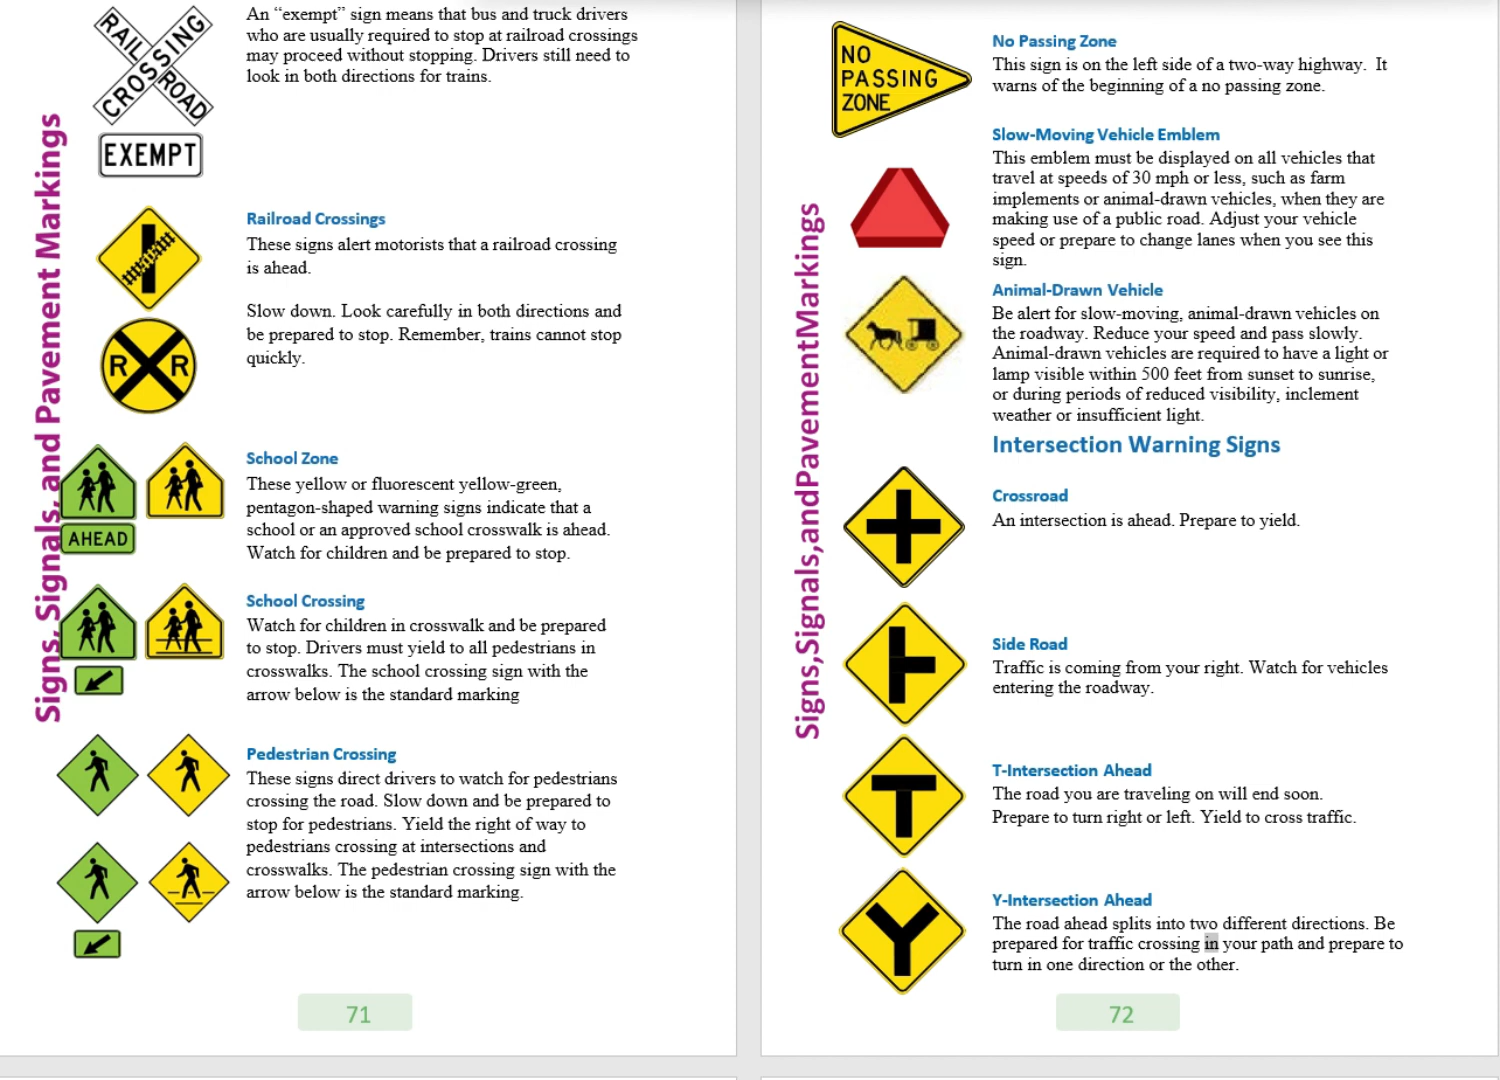 RAIL ROAD
CROSSING
EXEMPT
An “exempt” sign means that bus and truck drivers
who are usually required to stop at railroad crossings
may proceed without stopping. Drivers still need to
look in both directions for trains.
Signs, Signals, and Pavement Markings
Railroad Crossings
These signs alert motorists that a railroad crossing
is ahead.
Slow down. Look carefully in both directions and
be prepared to stop. Remember, trains cannot stop
quickly.
R R
School Zone
These yellow or fluorescent yellow-green,
pentagon-shaped warning signs indicate that a
school or an approved school crosswalk is ahead.
Watch for children and be prepared to stop.
AHEAD
School Crossing
Watch for children in crosswalk and be prepared
to stop. Drivers must yield to all pedestrians in
crosswalks. The school crossing sign with the
arrow below is the standard marking
Pedestrian Crossing
These signs direct drivers to watch for pedestrians
crossing the road. Slow down and be prepared to
stop for pedestrians. Yield the right of way to
pedestrians crossing at intersections and
crosswalks. The pedestrian crossing sign with the
arrow below is the standard marking.
71
NO
PASSING
ZONE
No Passing Zone
This sign is on the left side of a two-way highway. It
warns of the beginning of a no passing zone.
Slow-Moving Vehicle Emblem
This emblem must be displayed on all vehicles that
travel at speeds of 30 mph or less, such as farm
implements or animal-drawn vehicles, when they are
making use of a public road. Adjust your vehicle
speed or prepare to change lanes when you see this
sign.
Signs,Signals,andPavementMarkings
Animal-Drawn Vehicle
Be alert for slow-moving, animal-drawn vehicles on
the roadway. Reduce your speed and pass slowly.
Animal-drawn vehicles are required to have a light or
lamp visible within 500 feet from sunset to sunrise,
or during periods of reduced visibility, inclement
weather or insufficient light.
Intersection Warning Signs
Crossroad
An intersection is ahead. Prepare to yield.
Side Road
Traffic is coming from your right. Watch for vehicles
entering the roadway.
T-Intersection Ahead
The road you are traveling on will end soon.
Prepare to turn right or left. Yield to cross traffic.
Y-Intersection Ahead
The road ahead splits into two different directions. Be
prepared for traffic crossing in your path and prepare to
turn in one direction or the other.
72